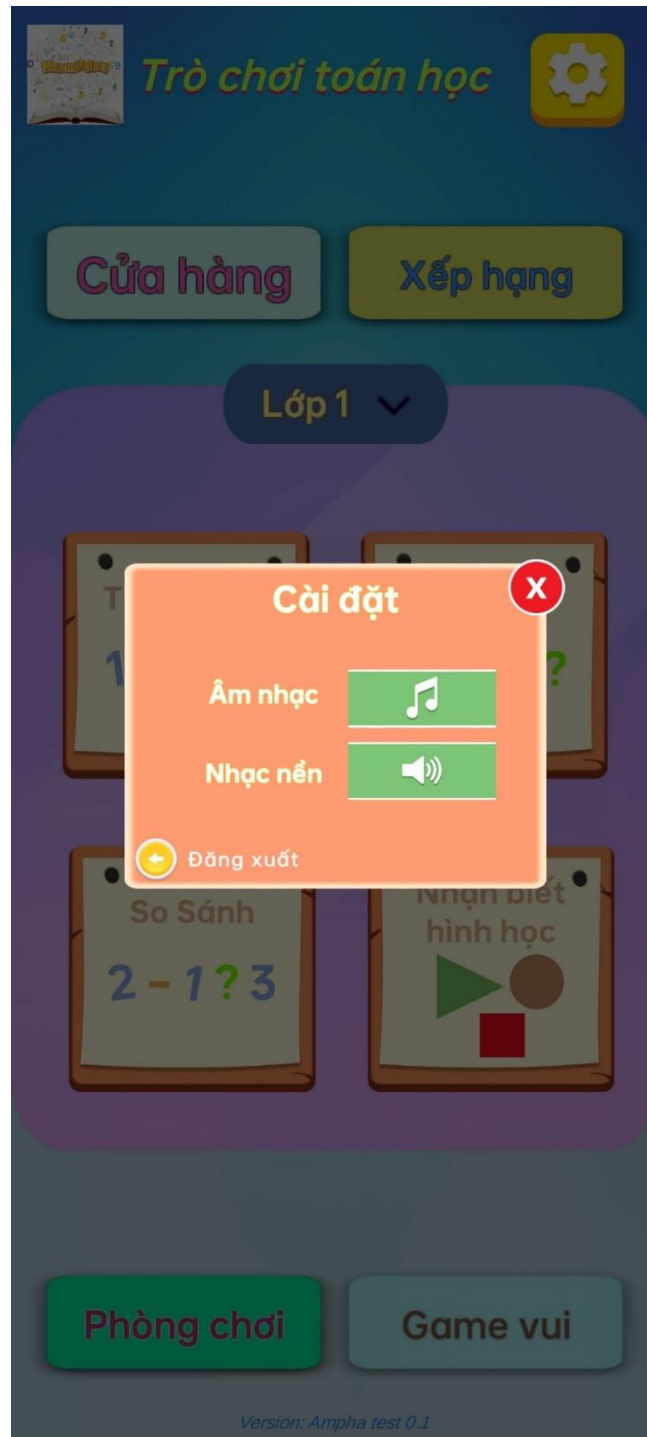 Trò chơi toán học
Cửa hàng
Xếp hạng
Lớp 1
T
1
?
Cài đặt
X
Âm nhạc
Nhạc nền
Đăng xuất
So Sánh
2 - 1 ? 3
Nhận biết
hình học
Phòng chơi
Game vui
Version: Ampha test 0.1